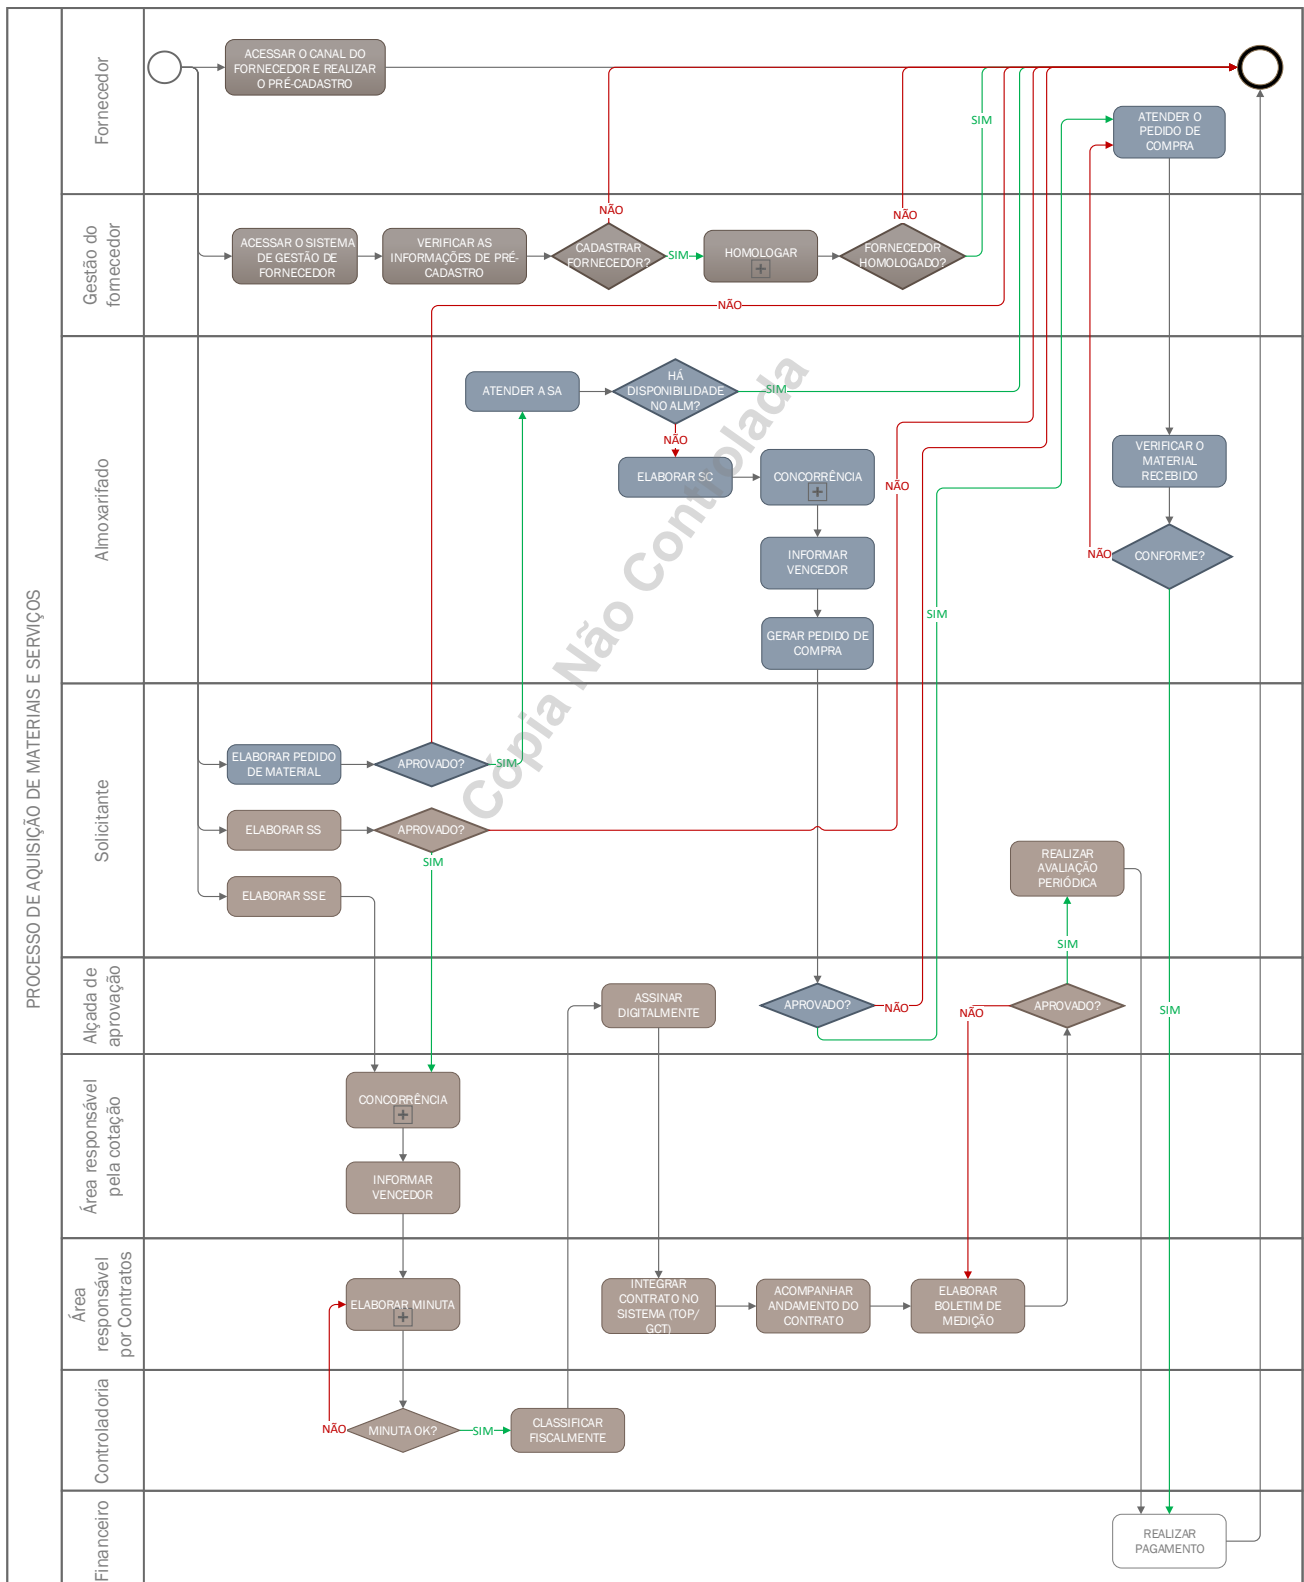 PROCESSO DE AQUISIÇÃO DE MATERIAIS E SERVIÇOS
Fornecedor
ACESSAR O CANAL DO
FORNECEDOR E REALIZAR
O PRÉ-CADASTRO
SIM
ATENDER O
PEDIDO DE
COMPRA
Gestão do
fornecedor
ACESSAR O SISTEMA
DE GESTÃO DE
FORNECEDOR
VERIFICAR AS
INFORMAÇÕES DE PRÉ-
CADASTRO
NÃO
CADASTRAR
FORNECEDOR?
SIM
HOMOLOGAR
NÃO
FORNECEDOR
HOMOLOGADO?
NÃO
Almoxarifado
ATENDER A SA
HÁ
DISPONIBILIDADE
NO ALM?
SIM
NÃO
ELABORAR SC
CONCORRÊNCIA
NÃO
INFORMAR
VENCEDOR
GERAR PEDIDO DE
COMPRA
SIM
VERIFICAR O
MATERIAL
RECEBIDO
NÃO
CONFORME?
Cópia Não Controlada
Solicitante
ELABORAR PEDIDO
DE MATERIAL
APROVADO?
SIM
ELABORAR SS
APROVADO?
SIM
ELABORAR SSE
REALIZAR
AVALIAÇÃO
PERIÓDICA
SIM
Alçada de
aprovação
ASSINAR
DIGITALMENTE
APROVADO?
NÃO
NÃO
APROVADO?
SIM
Área responsável
pela cotação
CONCORRÊNCIA
INFORMAR
VENCEDOR
Área
responsável
por Contratos
ELABORAR MINUTA
INTEGRAR
CONTRATO NO
SISTEMA (TOP/
GCT)
ACOMPANHAR
ANDAMENTO DO
CONTRATO
ELABORAR
BOLETIM DE
MEDIÇÃO
Controladoria
NÃO
MINUTA OK?
SIM
CLASSIFICAR
FISCALMENTE
Financeiro
REALIZAR
PAGAMENTO